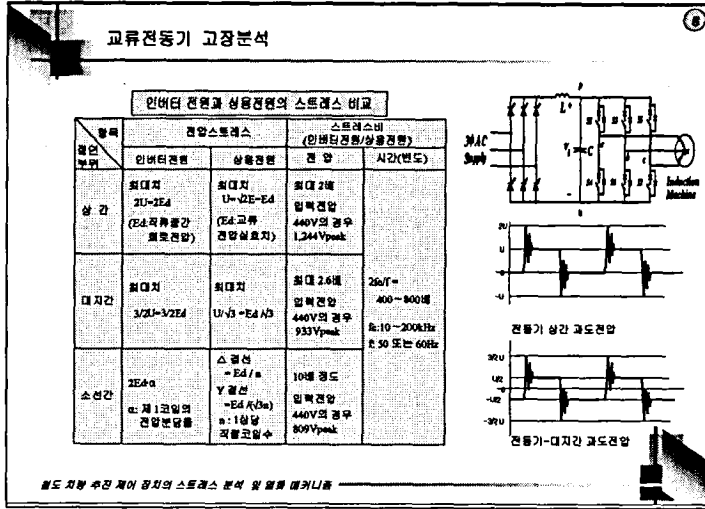 8
교류전동기 고장분석
인버터 전원과 상용전원의 스트레스 비교
항목
절연
부위
전압스트레스
스트레스비
(인버터전원/상용전원)
인버터전원
상용전원
전 압
시간(빈도)
상 간
최대치
2U=2Ed
(Ed:직류중간
회로전압)
최대치
U=√2E=Ed
(Ed:교류
전압실효치)
최대 2배
입력전압
440V의 경우
1,244Vpeak
2fc/f =
400~800배
fc:10~200kHz
f: 50 또는 60Hz
대지간
최대치
3/2U=3/2Ed
최대치
U/√3 =Ed/√3
최대 2.6배
입력전압
440V의 경우
933Vpeak
소선간
2Ed·α
α: 제 1코일의
전압분담률
△ 결선
= Ed / n
Y 결선
=Ed /(√3n)
n : 1상당
직렬코일수
10배 정도
입력전압
440V의 경우
809Vpeak
P
L
3Φ AC
Supply
C
Induction
Machine
2U
U
0
-U
전동기 상간 과도전압
3/2U
U/2
0
-U/2
-3/2U
전동기-대지간 과도전압
철도 차량 추진 제어 장치의 스트레스 분석 및 열화 메커니즘